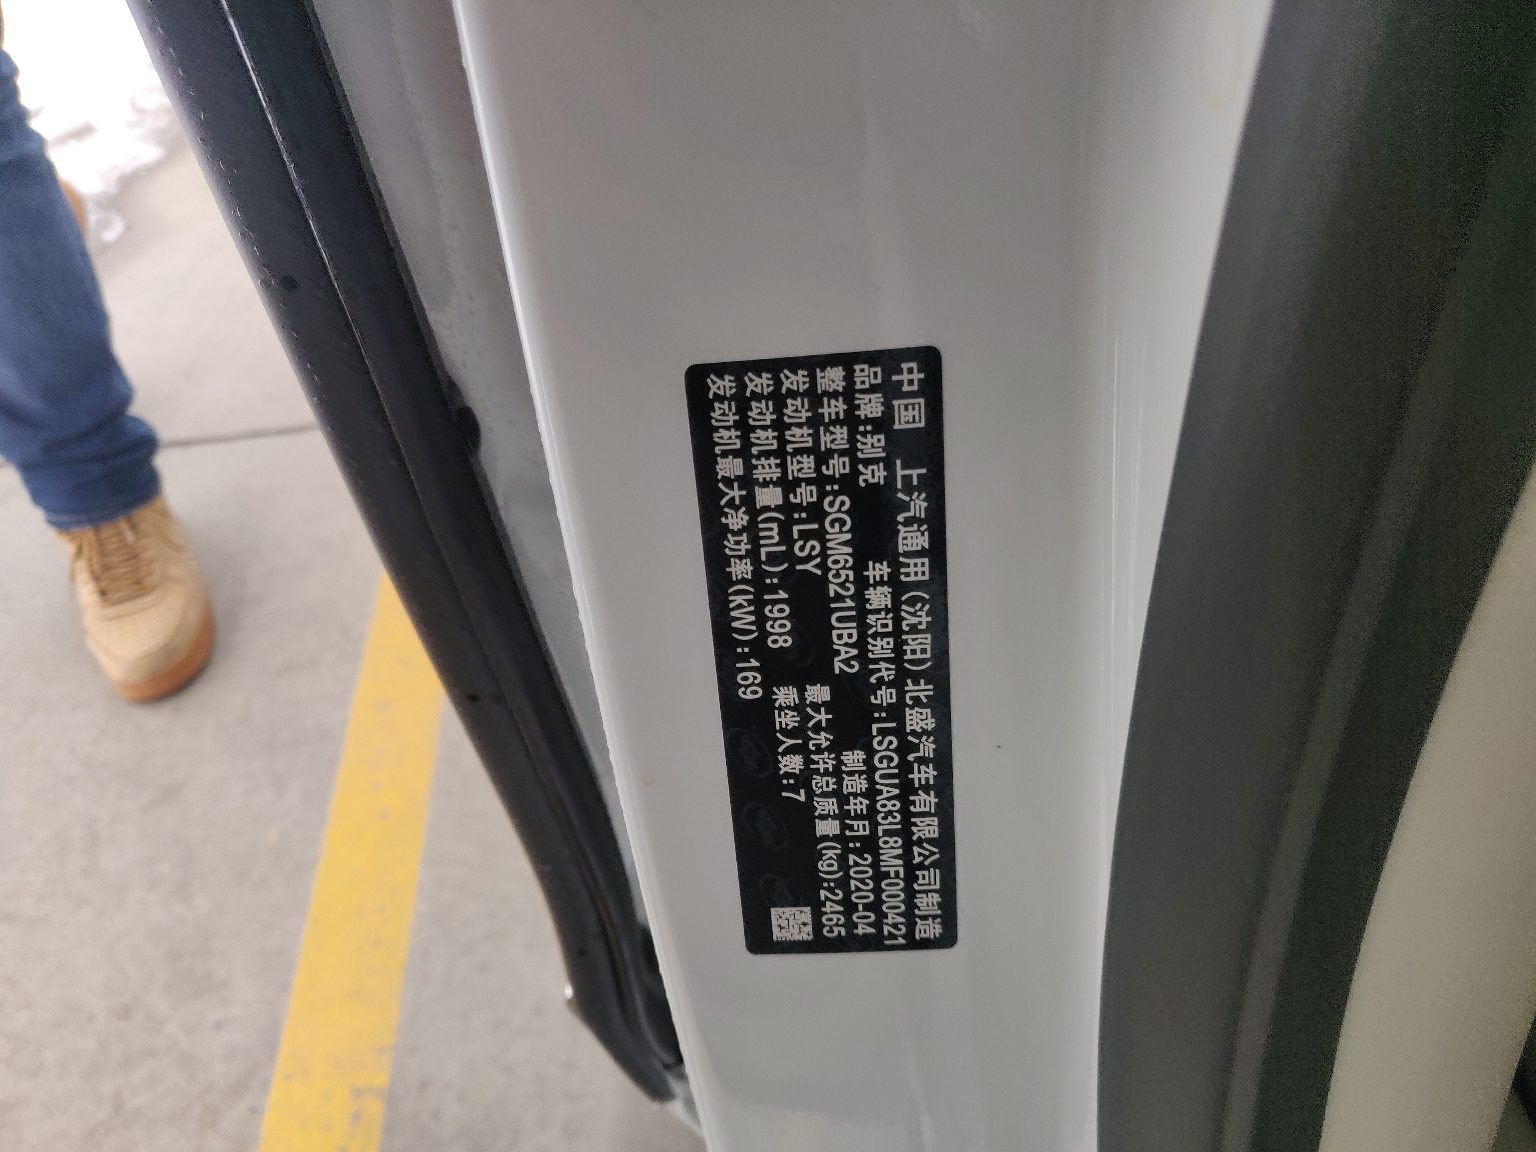 中国 上汽通用(沈阳)北盛汽车有限公司制造
品牌:别克 车辆识别代号:LSGUA83L8MF000421
整车型号:SGM6521UBA2 制造年月:2020-04
发动机型号:LSY 最大允许总质量(kg):2465
发动机排量(mL):1998 乘坐人数:7
发动机最大净功率(kW):169